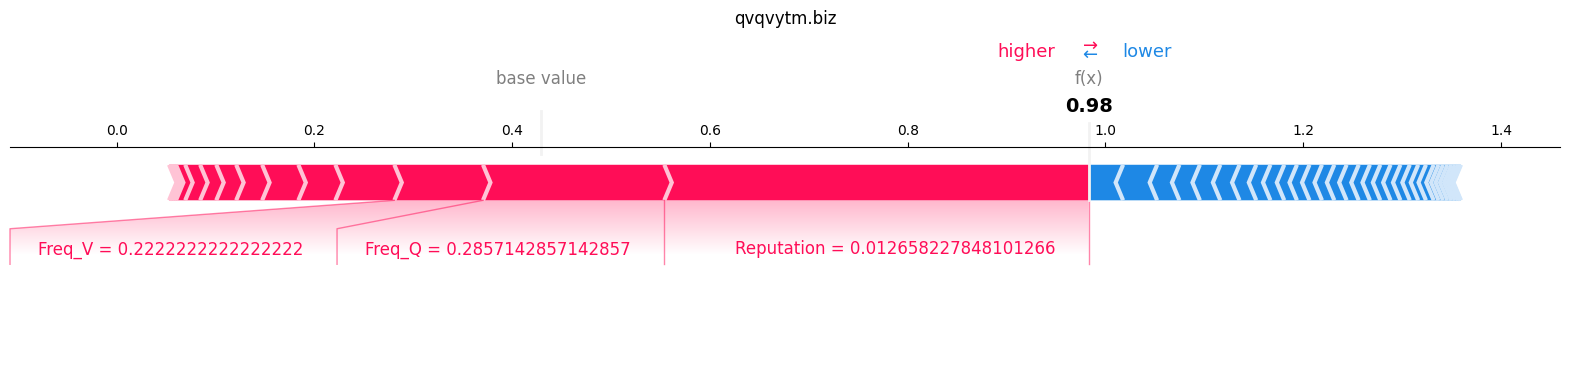 qvqvytm.biz
higher ⇄ lower
base value f(x)
0.98
0.0 0.2 0.4 0.6 0.8 1.0 1.2 1.4
Freq_V = 0.2222222222222222 Freq_Q = 0.2857142857142857 Reputation = 0.012658227848101266